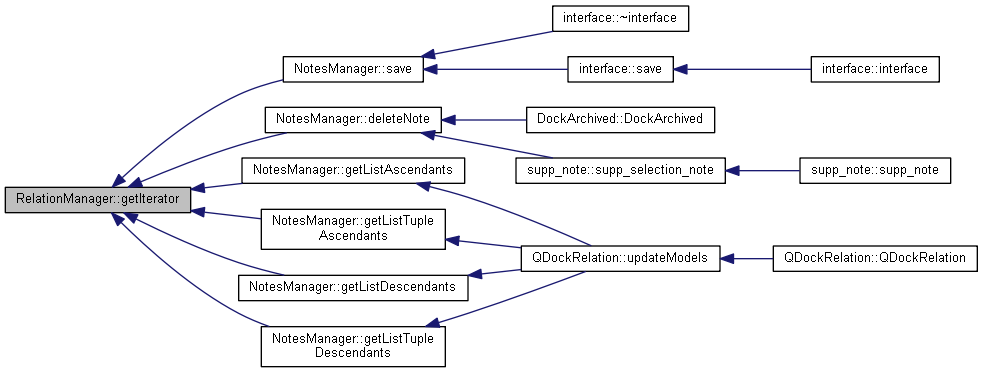 interface::~interface
NotesManager::save
interface::save
interface::interface
NotesManager::deleteNote
DockArchived::DockArchived
NotesManager::getListAscendants
supp_note::supp_selection_note
supp_note::supp_note
RelationManager::getIterator
NotesManager::getListTuple
Ascendants
QDockRelation::updateModels
QDockRelation::QDockRelation
NotesManager::getListDescendants
NotesManager::getListTuple
Descendants